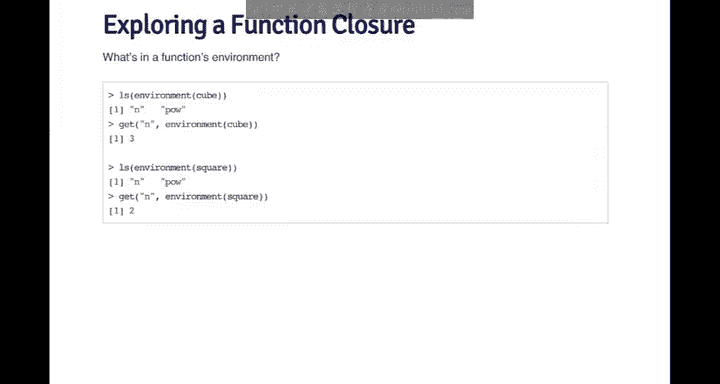 Exploring a Function Closure
What's in a function's environment?
> ls(environment(cube))
[1] "n"   "pow"
> get("n", environment(cube))
[1] 3
> ls(environment(square))
[1] "n"   "pow"
> get("n", environment(square))
[1] 2